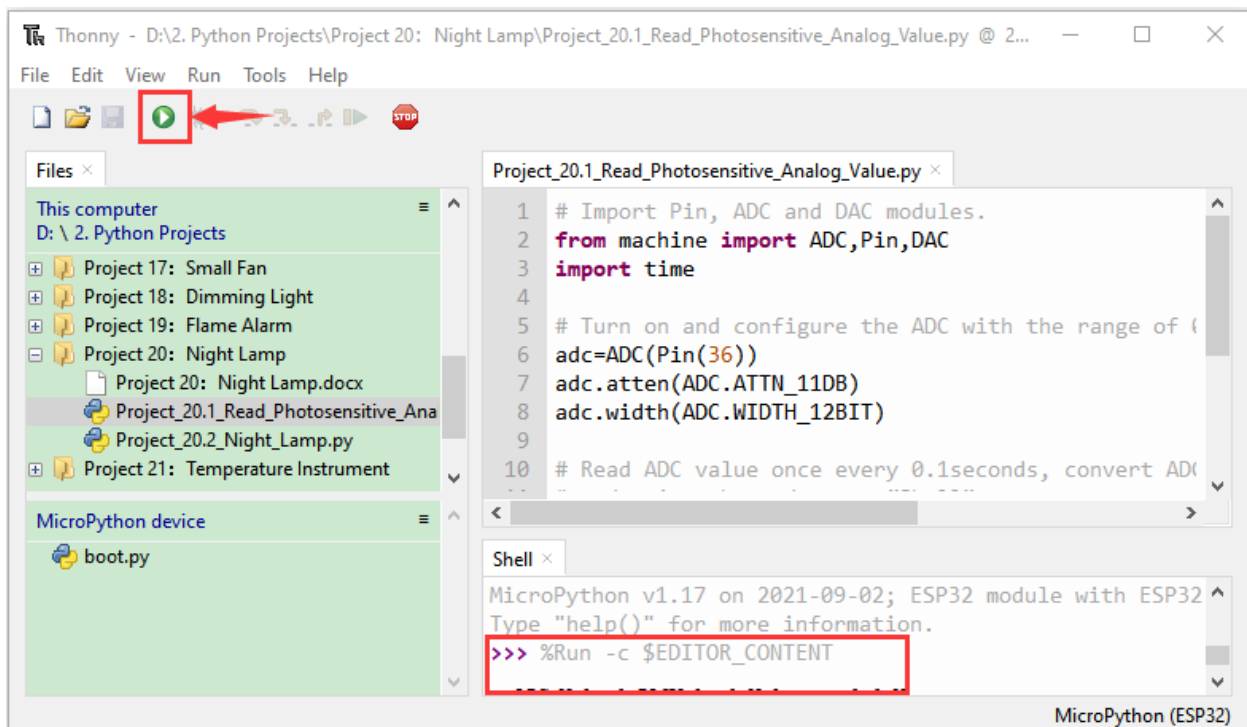 Thonny - D:\2. Python Projects\Project 20：Night Lamp\Project_20.1_Read_Photosensitive_Analog_Value.py @ 2...
File Edit View Run Tools Help
STOP
Files
This computer
D: \ 2. Python Projects
Project 17：Small Fan
Project 18：Dimming Light
Project 19：Flame Alarm
Project 20：Night Lamp
Project 20：Night Lamp.docx
Project_20.1_Read_Photosensitive_Ana
Project_20.2_Night_Lamp.py
Project 21：Temperature Instrument
MicroPython device
boot.py
Project_20.1_Read_Photosensitive_Analog_Value.py
1 # Import Pin, ADC and DAC modules.
2 from machine import ADC,Pin,DAC
3 import time
4
5 # Turn on and configure the ADC with the range of
6 adc=ADC(Pin(36))
7 adc.atten(ADC.ATTN_11DB)
8 adc.width(ADC.WIDTH_12BIT)
9
10 # Read ADC value once every 0.1seconds, convert ADC
Shell
MicroPython v1.17 on 2021-09-02; ESP32 module with ESP32
Type "help()" for more information.
>>> %Run -c $EDITOR_CONTENT
MicroPython (ESP32)